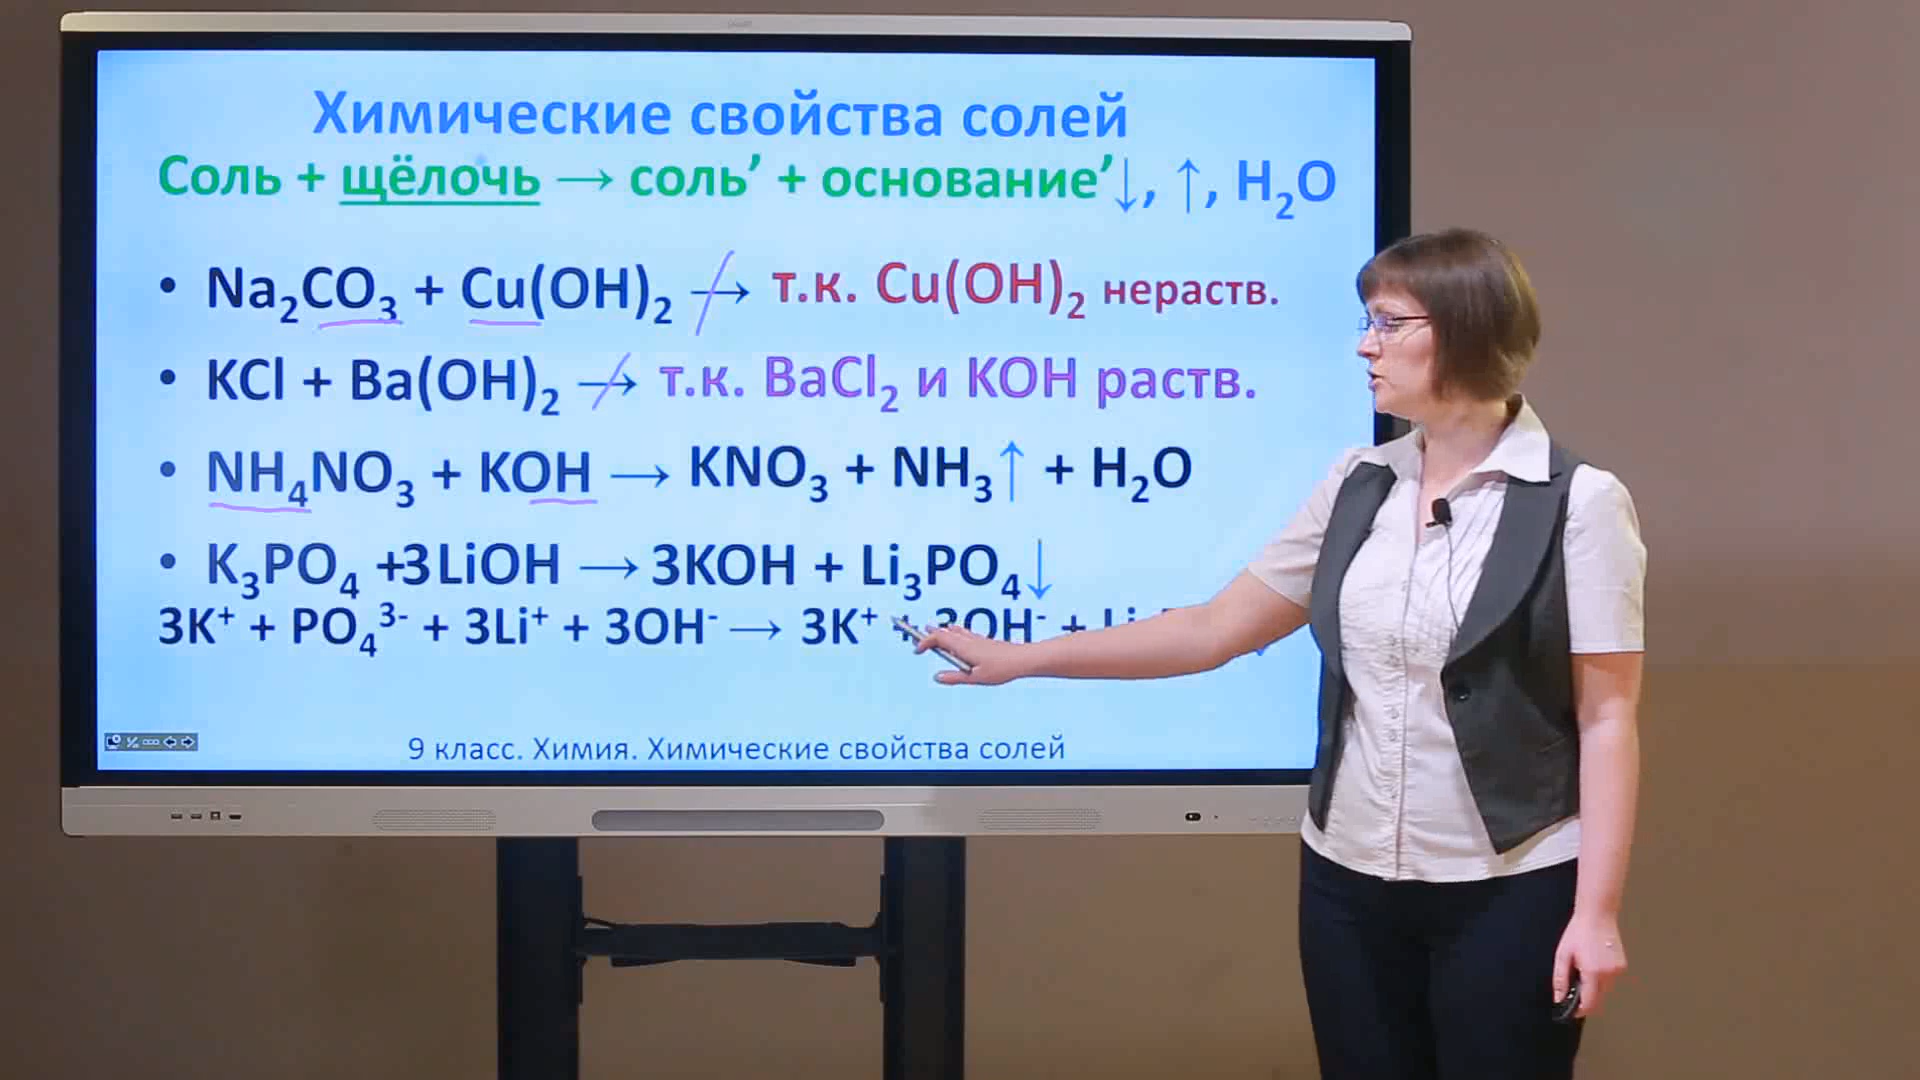 Химические свойства солей
Соль + щёлочь → соль’ + основание’↓, ↑, H₂O
• Na₂CO₃ + Cu(OH)₂ → т.к. Cu(OH)₂ нераств.
• KCl + Ba(OH)₂ → т.к. BaCl₂ и KOH раств.
• NH₄NO₃ + KOH → KNO₃ + NH₃↑ + H₂O
• K₃PO₄ +3LiOH → 3KOH + Li₃PO₄↓
3K⁺ + PO₄³⁻ + 3Li⁺ + 3OH⁻ → 3K⁺ + 3OH⁻ +
9 класс. Химия. Химические свойства солей